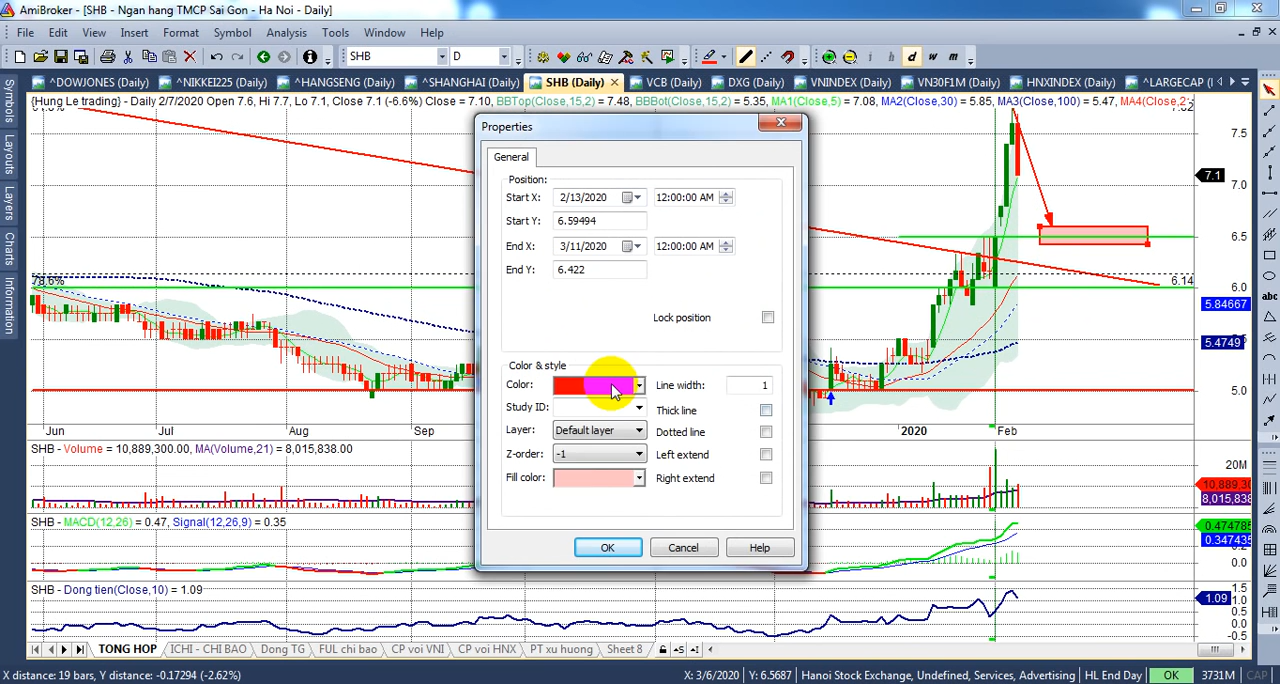 AmiBroker - [SHB - Ngan hang TMCP Sai Gon - Ha Noi - Daily]
File Edit View Insert Format Symbol Analysis Tools Window Help
SHB D i h d w m
^DOWJONES (Daily) ^NIKKEI225 (Daily) ^HANGSENG (Daily) ^SHANGHAI (Daily) SHB (Daily) VCB (Daily) DXG (Daily) VNINDEX (Daily) VN30F1M (Daily) HNXINDEX (Daily) ^LARGECAP (
{Hung Le trading} - Daily 2/7/2020 Open 7.6, Hi 7.7, Lo 7.1, Close 7.1 (-6.6%) Close = 7.10, BBTop(Close,15,2) = 7.48, BBBot(Close,15,2) = 5.35, MA1(Close,5) = 7.08, MA2(Close,30) = 5.85, MA3(Close,100) = 5.47, MA4(Close,2
Symbols
Layouts
Layers
Charts
Information
78.6%
7.5
7.1
7.0
6.5
6.14
6.0
5.84667
5.4749
5.0
abc
Properties
General
Position:
Start X: 2/13/2020 12:00:00 AM
Start Y: 6.59494
End X: 3/11/2020 12:00:00 AM
End Y: 6.422
Lock position
Color & style
Color: Line width: 1
Study ID: Thick line
Layer: Default layer Dotted line
Z-order: -1 Left extend
Fill color: Right extend
OK Cancel Help
Jun Jul Aug Sep 2020 Feb
SHB - Volume = 10,889,300.00, MA(Volume,21) = 8,015,838.00
20M
10,889,30
8,015,838
SHB - MACD(12,26) = 0.47, Signal(12,26,9) = 0.35
0.474785
0.347435
0.2
0.0
SHB - Dong tien(Close,10) = 1.09
1.5
1.09
0.5
0.0
-0.5
TONG HOP ICHI - CHI BAO Dong TG FUL chi bao CP voi VNI CP voi HNX PT xu huong Sheet 8
X distance: 19 bars, Y distance: -0.17294 (-2.62%) X: 3/6/2020 Y: 6.5687 Hanoi Stock Exchange, Undefined, Services, Advertising HL End Day OK 3731M CAP